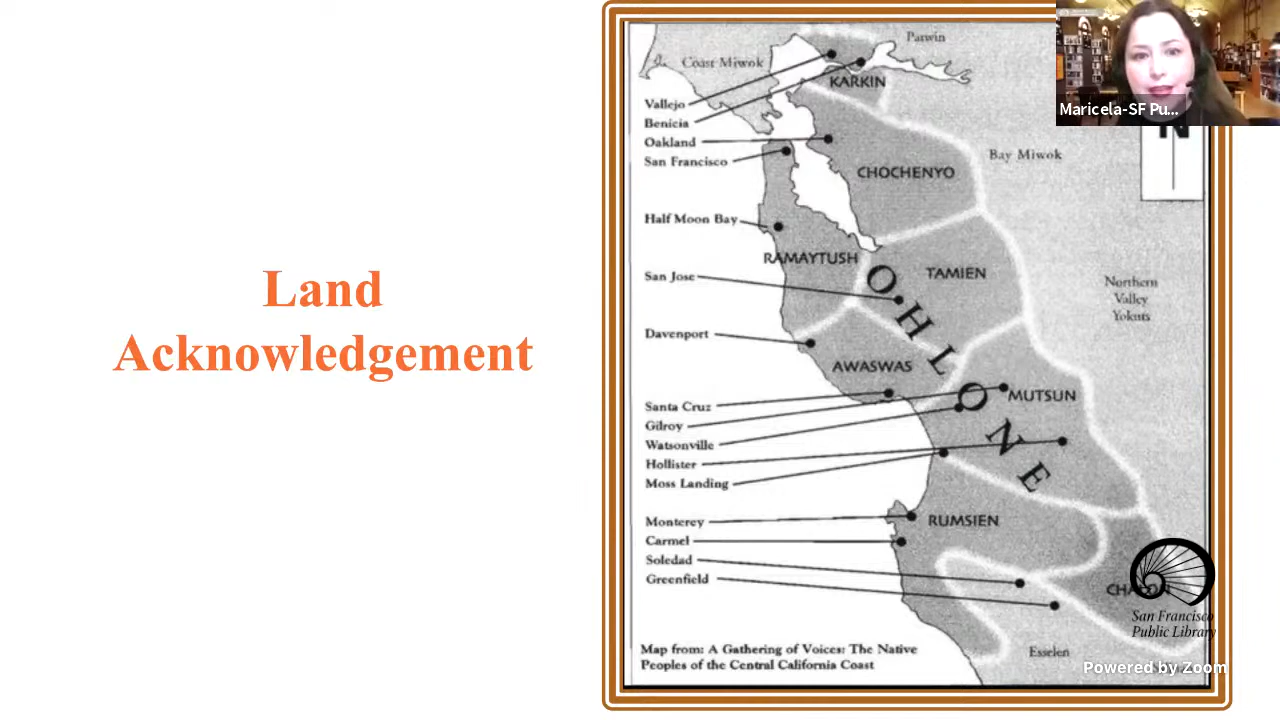 Land
Acknowledgement
Patwin
Coast Miwok
KARKIN
Vallejo
Benicia
Oakland
San Francisco
CHOCHENYO
Bay Miwok
N
Half Moon Bay
RAMAYTUSH
San Jose
TAMIEN
Northern
Valley
Yokuts
OHLONE
Davenport
AWASWAS
MUTSUN
Santa Cruz
Gilroy
Watsonville
Hollister
Moss Landing
Monterey
RUMSIEN
Carmel
Soledad
Greenfield
CHALON
Esselen
Map from: A Gathering of Voices: The Native
Peoples of the Central California Coast
Maricela-SF Pu...
San Francisco
Public Library
Powered by Zoom